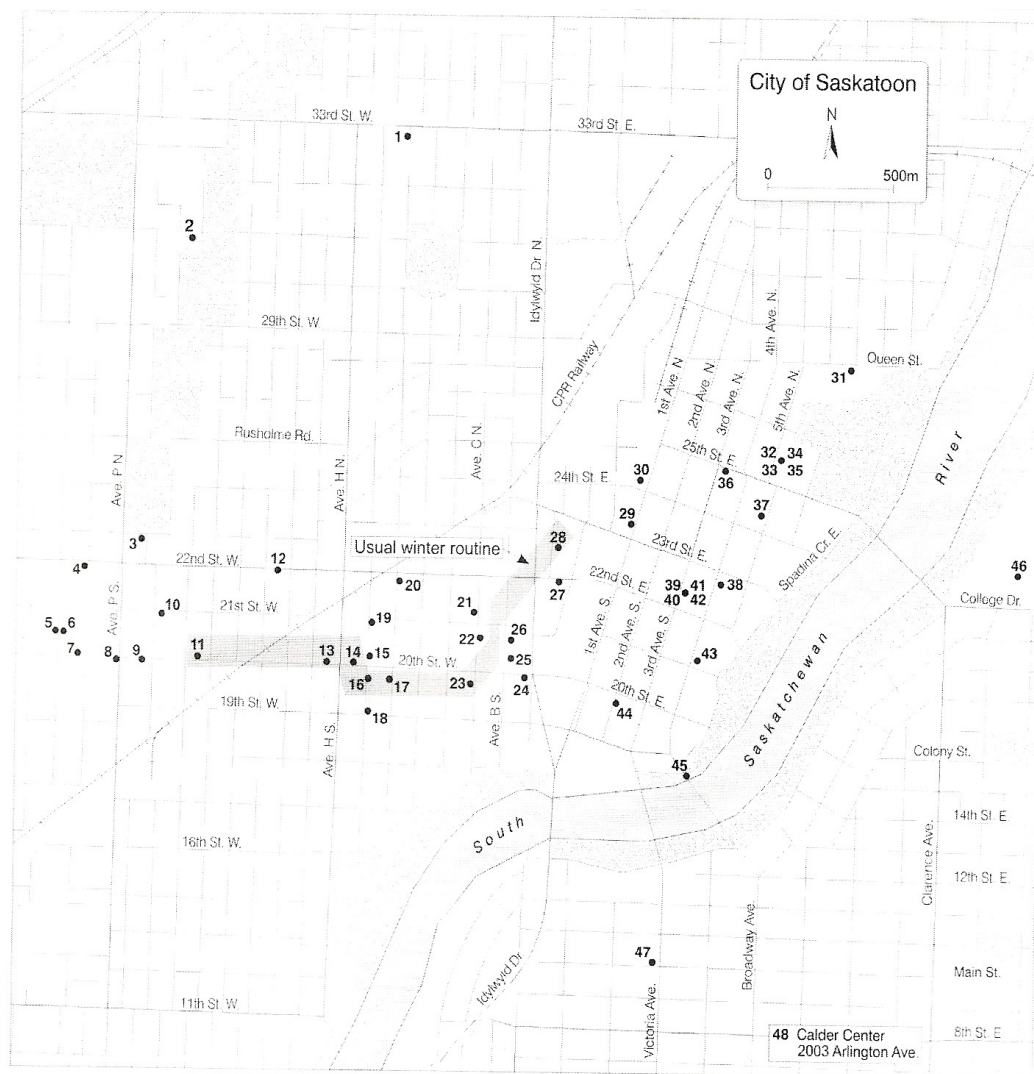 City of Saskatoon
N
0 500m
33rd St. W.
33rd St. E.
1
2
Idylwyld Dr. N.
29th St. W.
CPR Railway
4th Ave. N.
Queen St.
31
1st Ave. N
2nd Ave. N.
3rd Ave. N.
5th Ave. N.
Rusholme Rd.
Ave. C N.
25th St. E.
32 34
33 35
River
Ave. P N.
Ave. H N.
24th St. E.
30
36
29
37
3
28
Usual winter routine
23rd St. E.
4
22nd St. W.
12
20
27
22nd St. E.
39 41
40 42
38
Spadina Cr. E.
46
College Dr.
10
21st St. W.
21
Ave. P S.
5 6
19
22
26
1st Ave. S.
2nd Ave. S.
3rd Ave. S.
7
8
9
11
13
14
15
20th St. W.
25
43
16
17
23
24
20th St. E.
19th St. W.
18
44
Ave. H S.
Ave. B S.
Saskatchewan
45
Colony St.
South
14th St. E.
16th St. W.
Clarence Ave.
12th St. E.
47
Broadway Ave.
Main St.
Idylwyld Dr
11th St. W.
Victoria Ave.
48 Calder Center
2003 Arlington Ave.
8th St. E